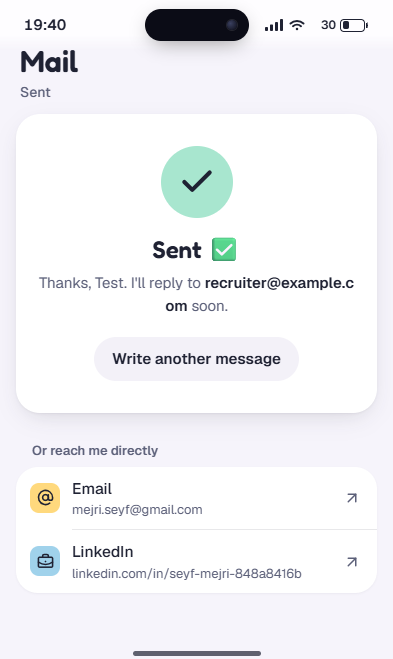 19:40
30
Mail
Sent
Sent ✅
Thanks, Test. I'll reply to recruiter@example.c
om soon.
Write another message
Or reach me directly
Email
mejri.seyf@gmail.com
LinkedIn
linkedin.com/in/seyf-mejri-848a8416b